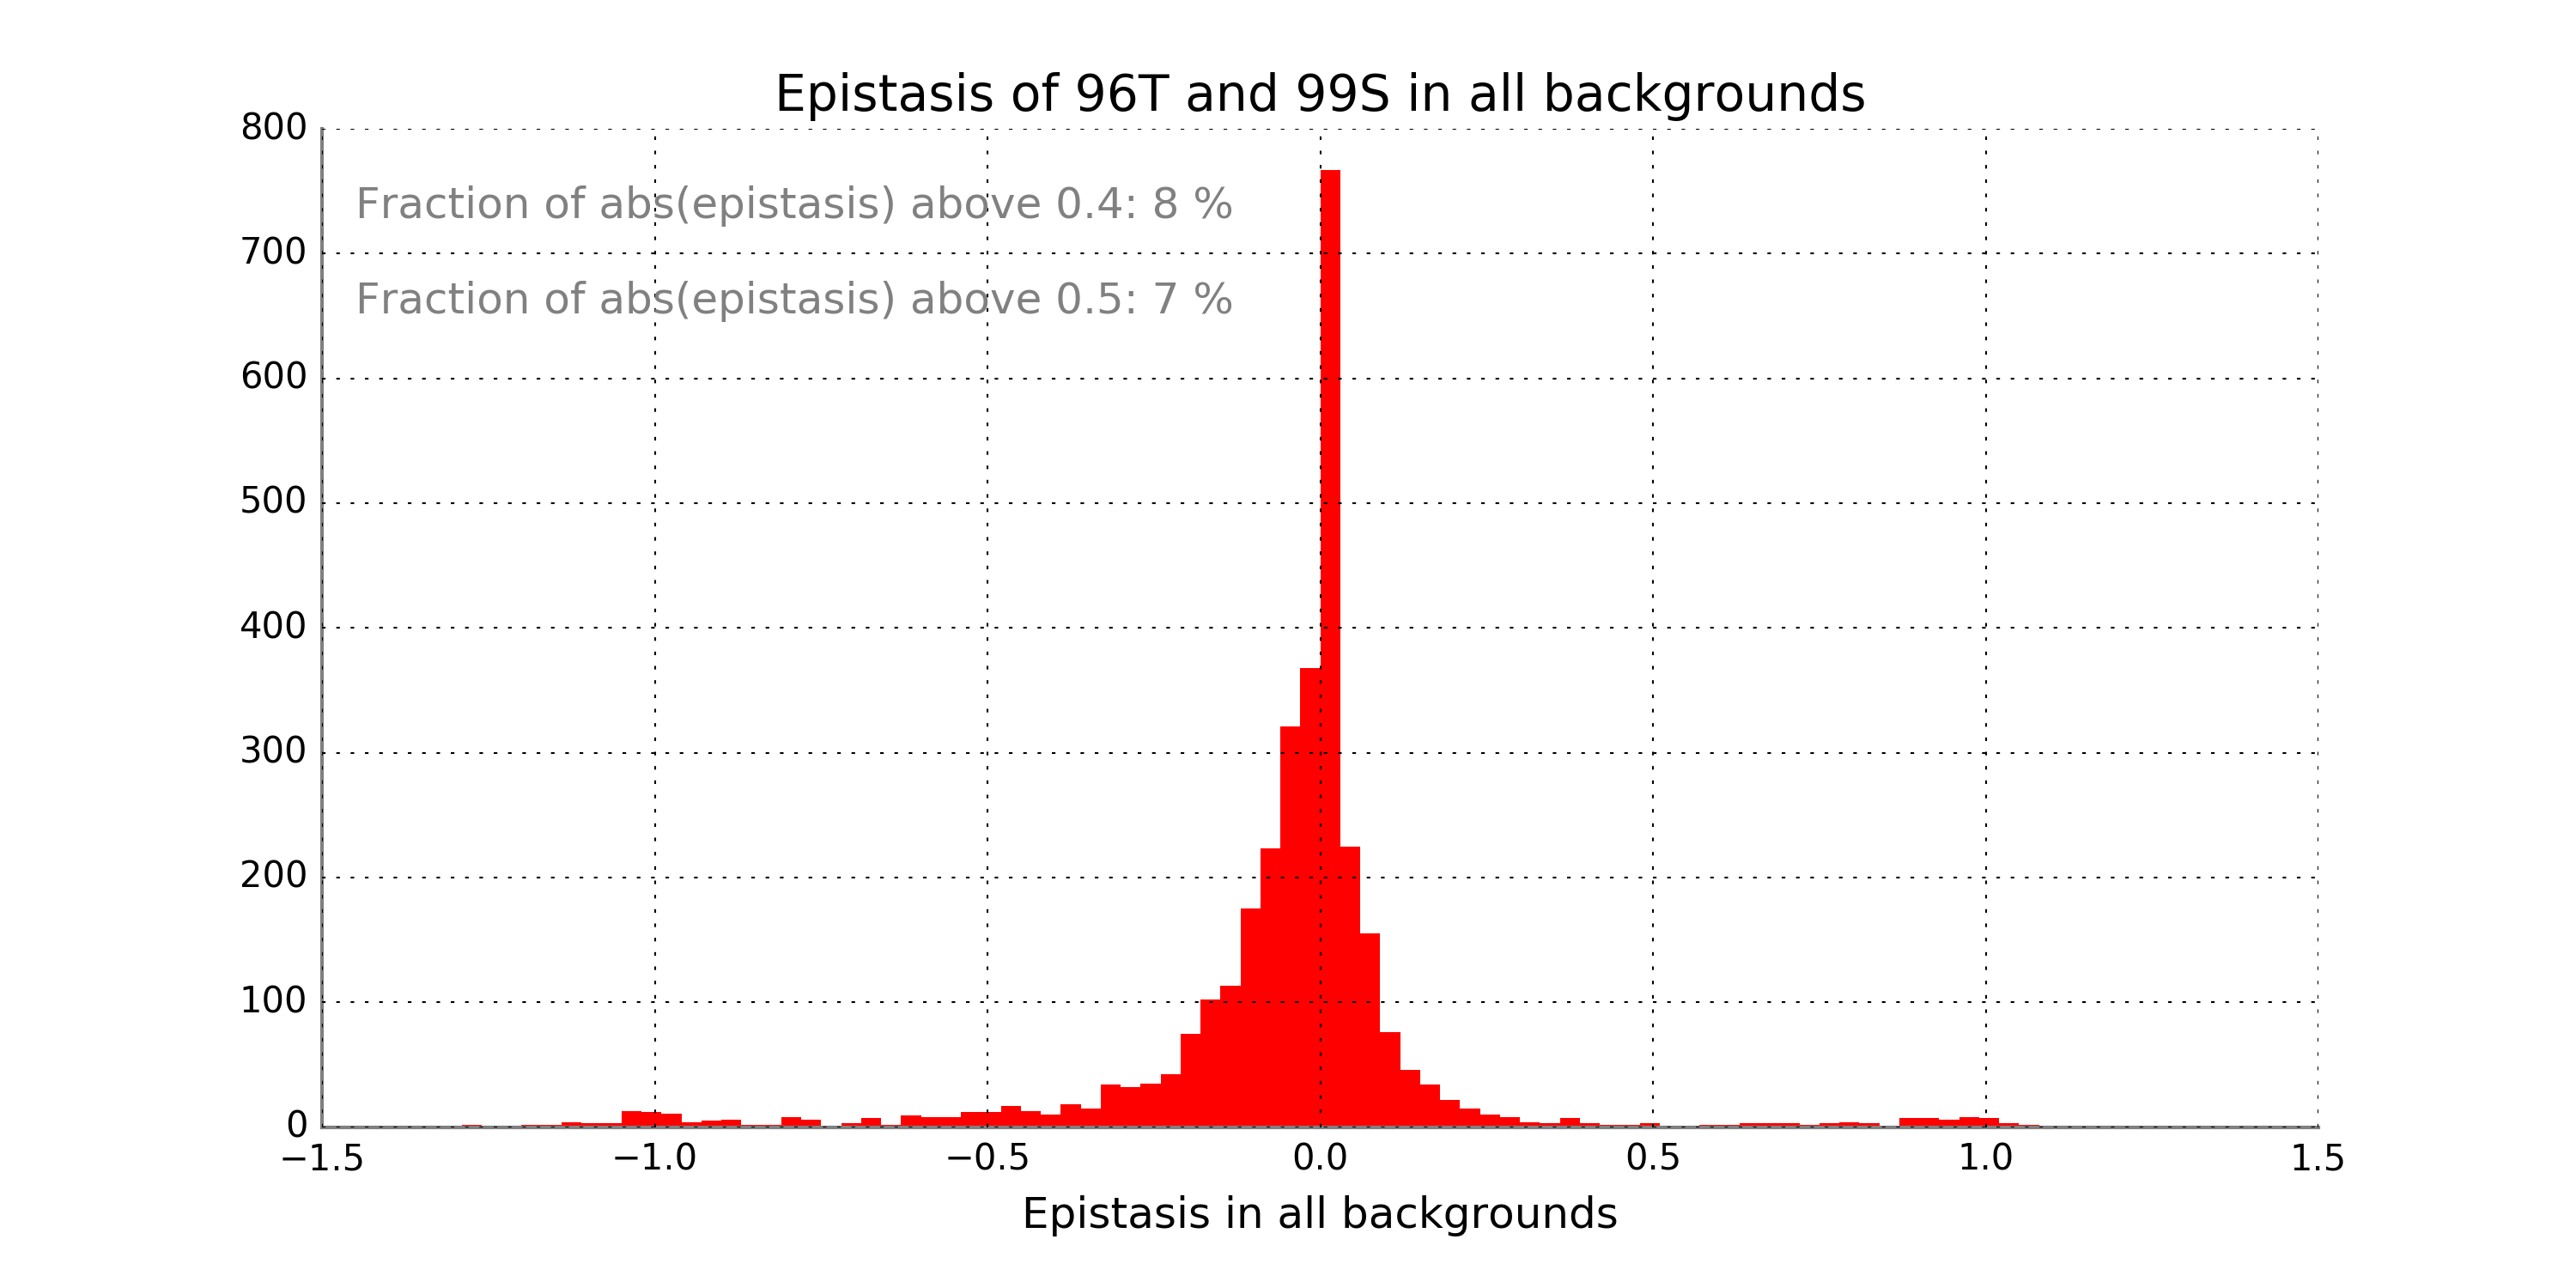 Epistasis of 96T and 99S in all backgrounds
800
Fraction of abs(epistasis) above 0.4: 8 %
700
Fraction of abs(epistasis) above 0.5: 7 %
600
500
400
300
200
100
0
−1.5 −1.0 −0.5 0.0 0.5 1.0 1.5
Epistasis in all backgrounds